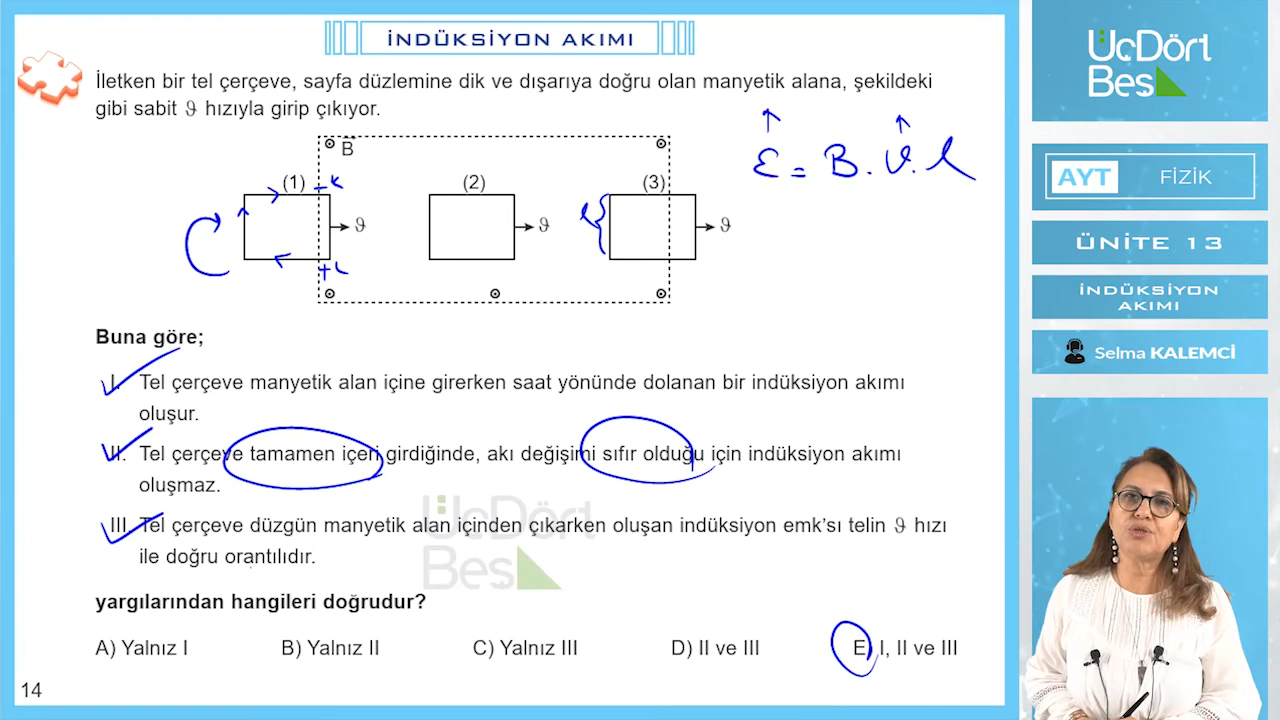 İNDÜKSİYON AKIMI
İletken bir tel çerçeve, sayfa düzlemine dik ve dışarıya doğru olan manyetik alana, şekildeki
gibi sabit ϑ hızıyla girip çıkıyor.
B
(1)
(2)
(3)
ϑ
ϑ
ϑ
- K
+ L
l
ε = B. ϑ. l
Buna göre;
I. Tel çerçeve manyetik alan içine girerken saat yönünde dolanan bir indüksiyon akımı
oluşur.
II. Tel çerçeve tamamen içeri girdiğinde, akı değişimi sıfır olduğu için indüksiyon akımı
oluşmaz.
III. Tel çerçeve düzgün manyetik alan içinden çıkarken oluşan indüksiyon emk'sı telin ϑ hızı
ile doğru orantılıdır.
yargılarından hangileri doğrudur?
A) Yalnız I B) Yalnız II C) Yalnız III D) II ve III E) I, II ve III
14
ÜçDört
Beş
ÜçDört
Beş
AYT FİZİK
ÜNİTE 13
İNDÜKSİYON
AKIMI
Selma KALEMCİ